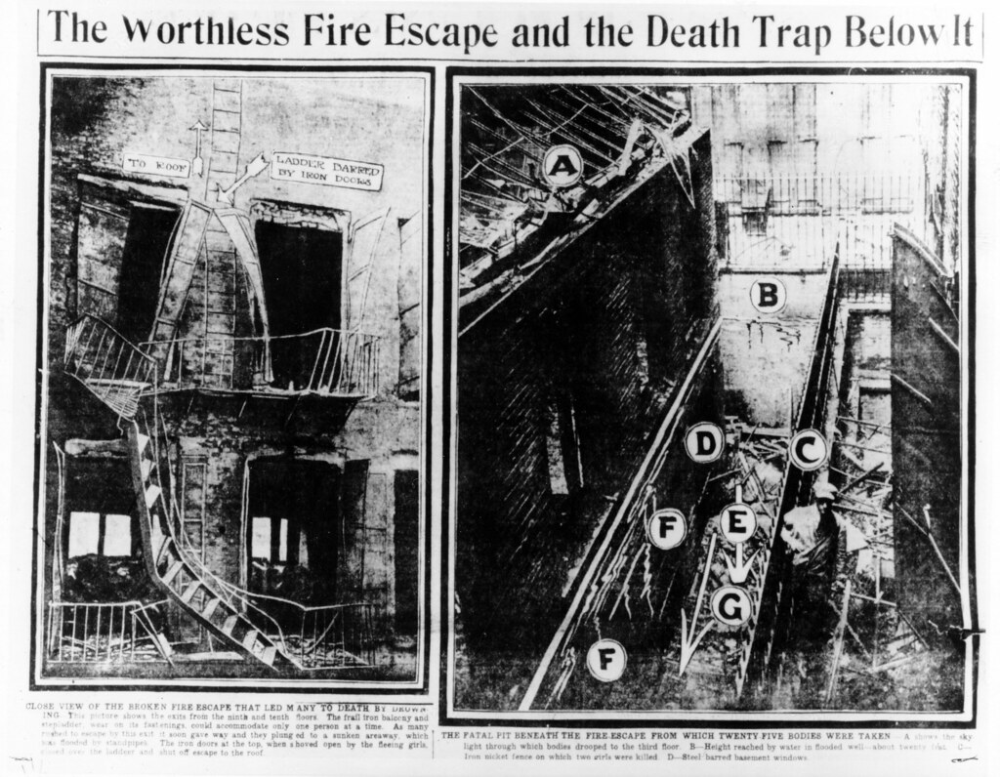 The Worthless Fire Escape and the Death Trap Below It
TO ROOF
LADDER BARRED
BY IRON DOORS
A
B
D
C
F
E
G
F
CLOSE VIEW OF THE BROKEN FIRE ESCAPE THAT LED MANY TO DEATH BY DROWN-
ING. This picture shows the exits from the ninth and tenth floors. The frail iron balcony and
stepladder, on its fastenings, could accommodate only one person at a time. As many
rushed to escape by this exit it soon gave way and they plunged to a sunken areaway, which
was flooded by standpipes. The iron doors at the top, when shoved open by the fleeing girls,
over the ladder and shut off escape to the roof.
THE FATAL PIT BENEATH THE FIRE-ESCAPE FROM WHICH TWENTY-FIVE BODIES WERE TAKEN A shows the sky-
light through which bodies drooped to the third floor. B—Height reached by water in flooded well—about twenty feet. C—
Iron picket fence on which two girls were killed. D—Steel barred basement windows.